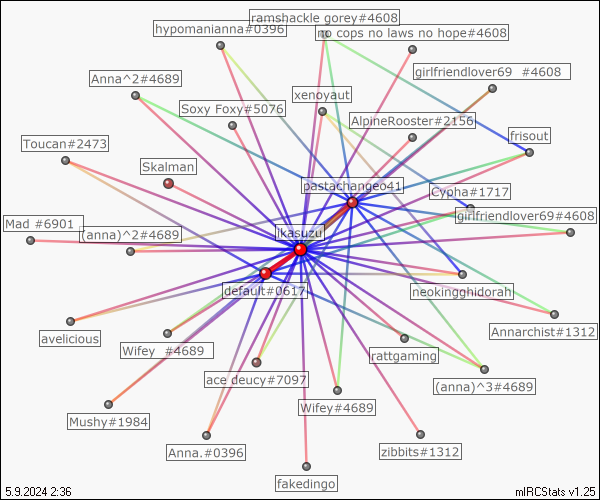 ramshackle gorey#4608
hypomanianna#0396
no cops no laws no hope#4608
Anna^2#4689
girlfriendlover69 #4608
xenoyaut
Soxy Foxy#5076
AlpineRooster#2156
Toucan#2473
frisout
Skalman
pastachangeo41
Cypha#1717
Mad #6901
(anna)^2#4689
girlfriendlover69#4608
jkasuzu
default#0617
neokingghidorah
avelicious
Annarchist#1312
Wifey #4689
rattgaming
ace deucy#7097
(anna)^3#4689
Wifey#4689
Mushy#1984
Anna.#0396
zibbits#1312
fakedingo
5.9.2024 2:36
mIRCStats v1.25